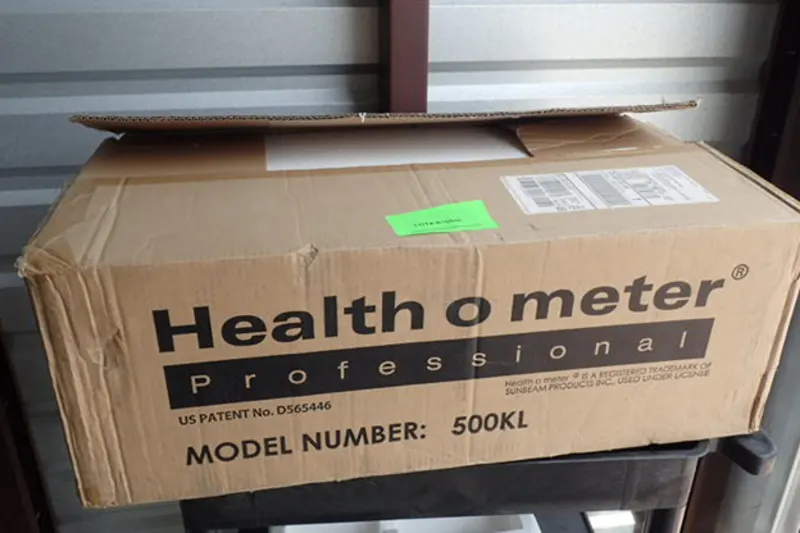 Health o meter®
Professional
Health o meter ® IS A REGISTERED TRADEMARK OF
SUNBEAM PRODUCTS INC., USED UNDER LICENSE
US PATENT No. D565446
MODEL NUMBER: 500KL